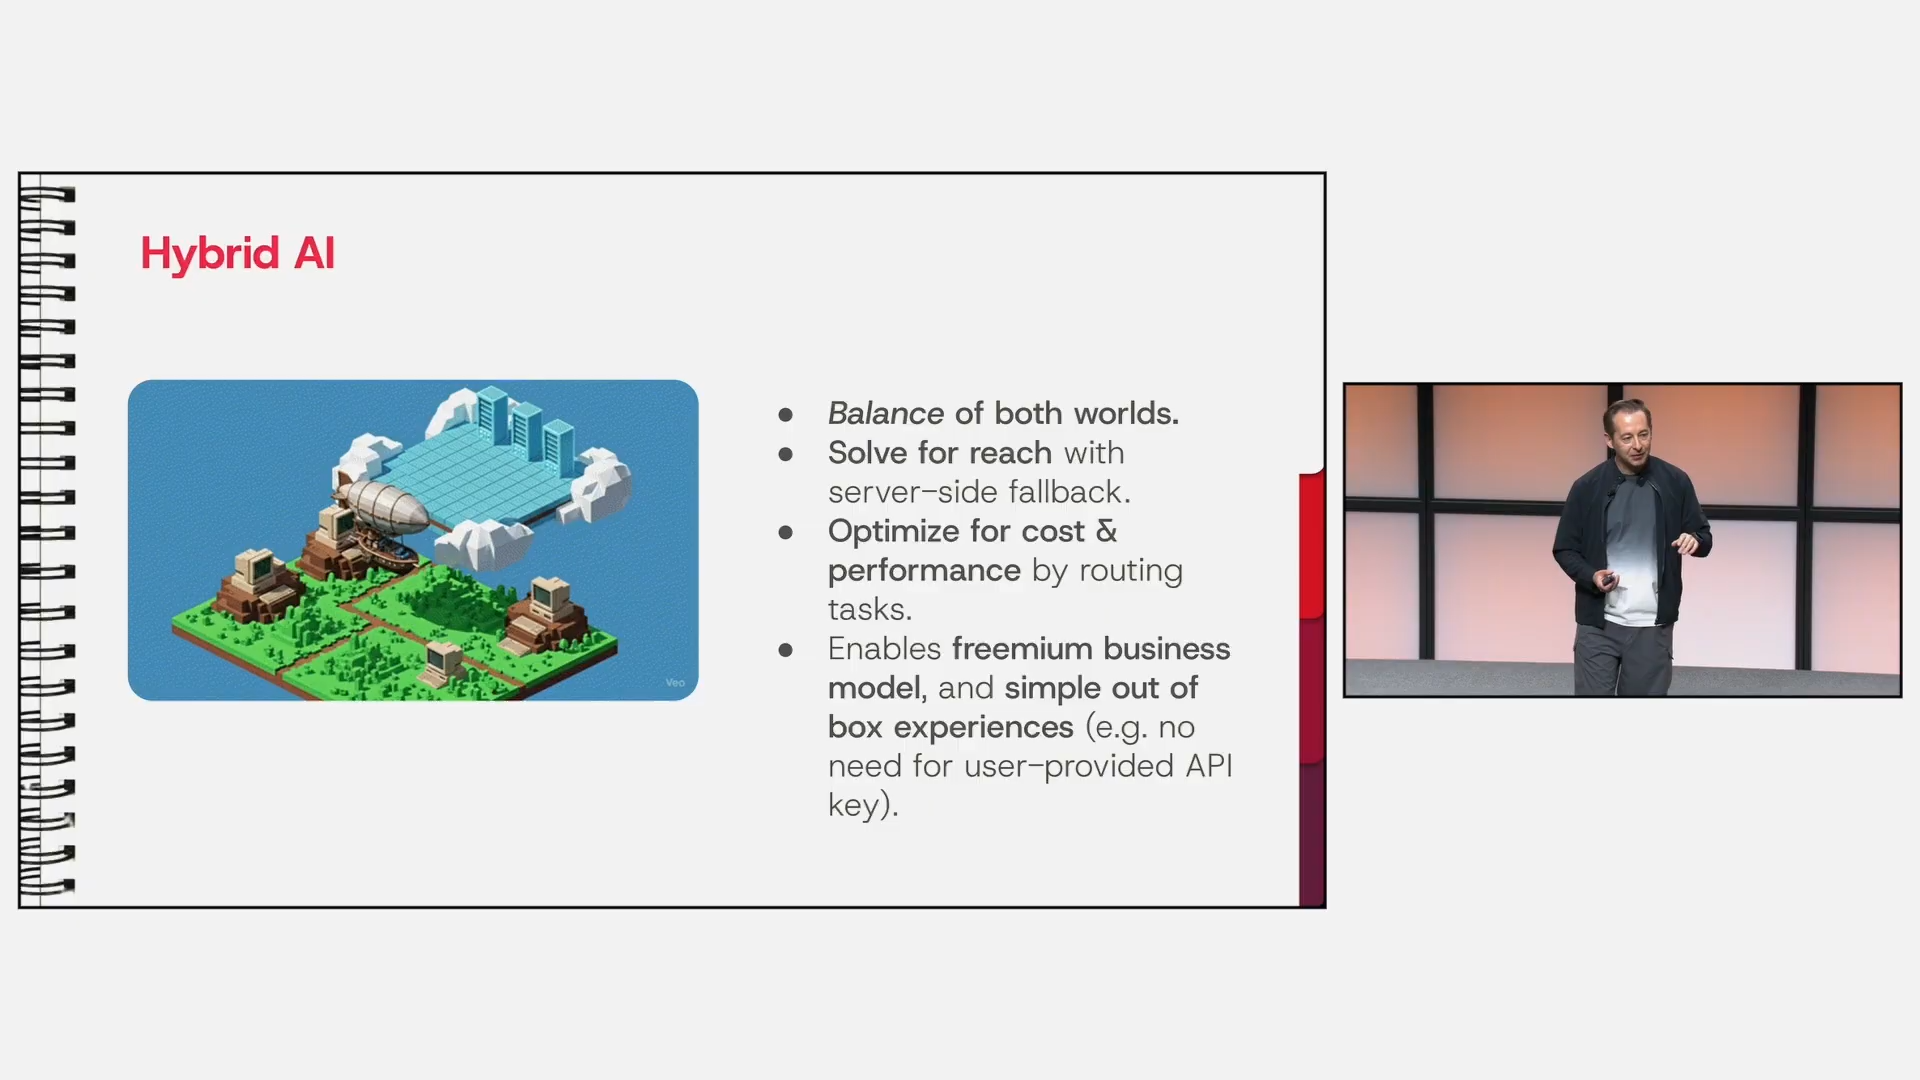 Hybrid AI
● Balance of both worlds.
● Solve for reach with
server-side fallback.
● Optimize for cost &
performance by routing
tasks.
● Enables freemium business
model, and simple out of
box experiences (e.g. no
need for user-provided API
key).
Veo